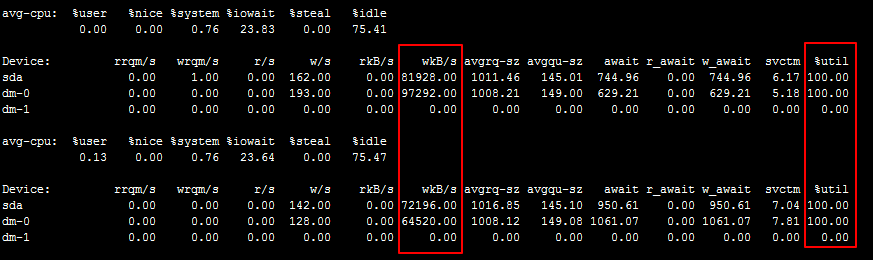 avg-cpu: %user %nice %system %iowait %steal %idle
0.00 0.00 0.76 23.83 0.00 75.41
Device: rrqm/s wrqm/s r/s w/s rkB/s wkB/s avgrq-sz avgqu-sz await r_await w_await svctm %util
sda 0.00 1.00 0.00 162.00 0.00 81928.00 1011.46 145.01 744.96 0.00 744.96 6.17 100.00
dm-0 0.00 0.00 0.00 193.00 0.00 97292.00 1008.21 149.00 629.21 0.00 629.21 5.18 100.00
dm-1 0.00 0.00 0.00 0.00 0.00 0.00 0.00 0.00 0.00 0.00 0.00 0.00 0.00
avg-cpu: %user %nice %system %iowait %steal %idle
0.13 0.00 0.76 23.64 0.00 75.47
Device: rrqm/s wrqm/s r/s w/s rkB/s wkB/s avgrq-sz avgqu-sz await r_await w_await svctm %util
sda 0.00 0.00 0.00 142.00 0.00 72196.00 1016.85 145.10 950.61 0.00 950.61 7.04 100.00
dm-0 0.00 0.00 0.00 128.00 0.00 64520.00 1008.12 149.08 1061.07 0.00 1061.07 7.81 100.00
dm-1 0.00 0.00 0.00 0.00 0.00 0.00 0.00 0.00 0.00 0.00 0.00 0.00 0.00